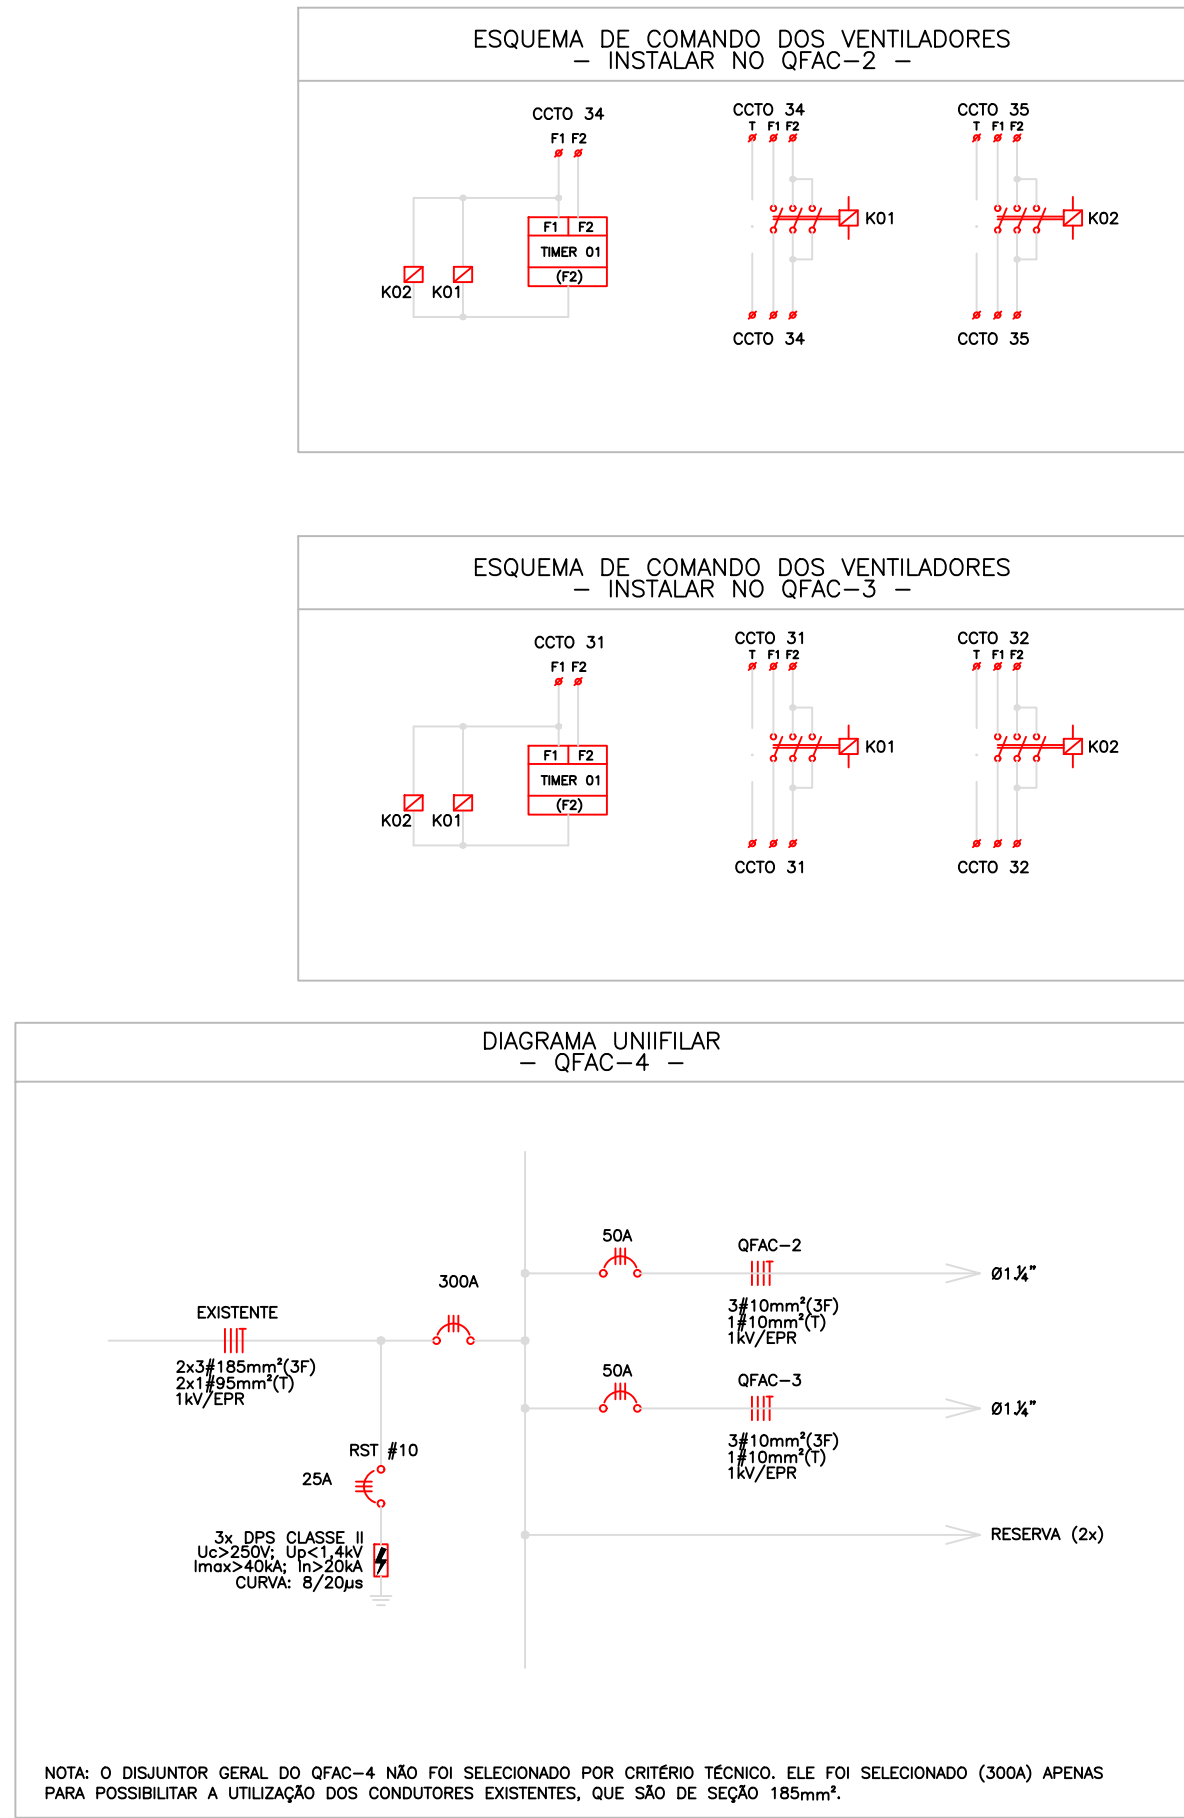 ESQUEMA DE COMANDO DOS VENTILADORES
– INSTALAR NO QFAC–2 –
CCTO 34
F1 F2
F1 F2
TIMER 01
(F2)
K02 K01
CCTO 34
T F1 F2
K01
CCTO 34
CCTO 35
T F1 F2
K02
CCTO 35
ESQUEMA DE COMANDO DOS VENTILADORES
– INSTALAR NO QFAC–3 –
CCTO 31
F1 F2
F1 F2
TIMER 01
(F2)
K02 K01
CCTO 31
T F1 F2
K01
CCTO 31
CCTO 32
T F1 F2
K02
CCTO 32
DIAGRAMA UNIIFILAR
– QFAC–4 –
EXISTENTE
2x3#185mm²(3F)
2x1#95mm²(T)
1kV/EPR
300A
RST #10
25A
3x DPS CLASSE II
Uc>250V; Up<1,4kV
Imax>40kA; In>20kA
CURVA: 8/20µs
50A
QFAC–2
3#10mm²(3F)
1#10mm²(T)
1kV/EPR
Ø1.¼"
50A
QFAC–3
3#10mm²(3F)
1#10mm²(T)
1kV/EPR
Ø1.¼"
RESERVA (2x)
NOTA: O DISJUNTOR GERAL DO QFAC–4 NÃO FOI SELECIONADO POR CRITÉRIO TÉCNICO. ELE FOI SELECIONADO (300A) APENAS
PARA POSSIBILITAR A UTILIZAÇÃO DOS CONDUTORES EXISTENTES, QUE SÃO DE SEÇÃO 185mm².